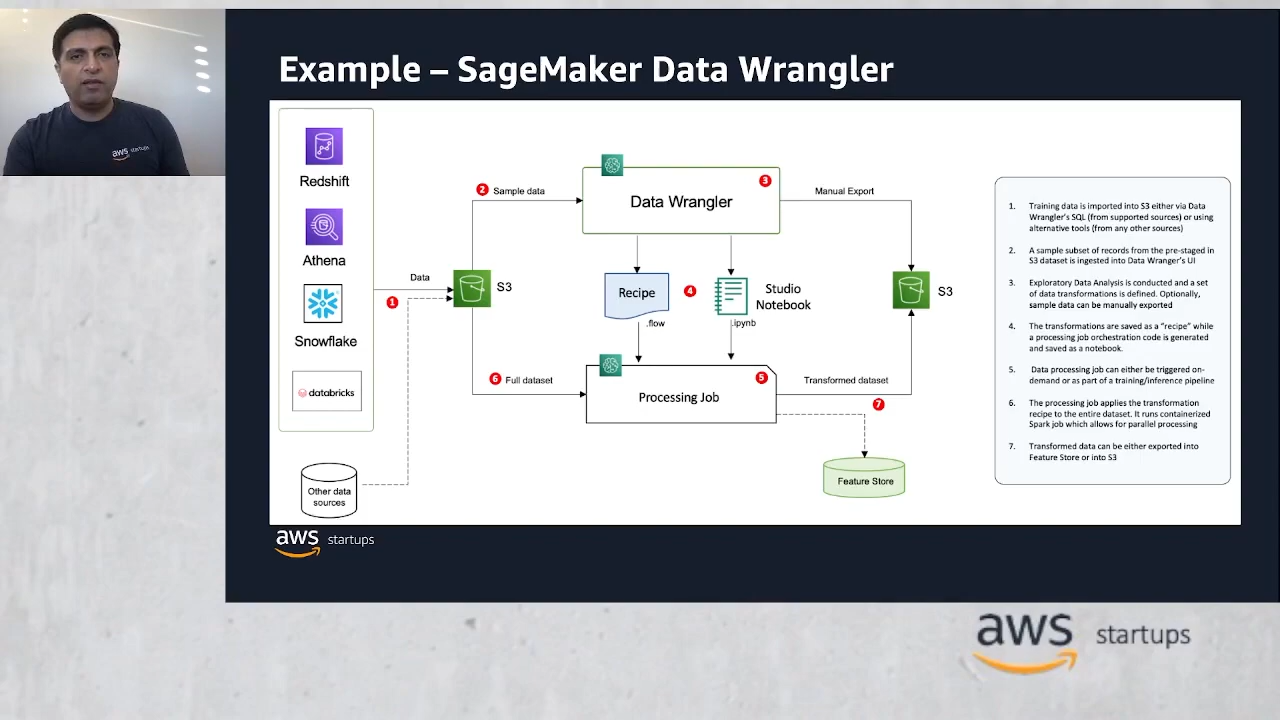 aws
startups
Example – SageMaker Data Wrangler
Redshift
Athena
Snowflake
databricks
Other data
sources
Data
1
S3
2 Sample data
6 Full dataset
Data Wrangler
3
Recipe
.flow
4
Studio
Notebook
.ipynb
Processing Job
5
Manual Export
S3
Transformed dataset
7
Feature Store
1. Training data is imported into S3 either via Data
Wrangler's SQL (from supported sources) or using
alternative tools (from any other sources)
2. A sample subset of records from the pre-staged in
S3 dataset is ingested into Data Wranger's UI
3. Exploratory Data Analysis is conducted and a set
of data transformations is defined. Optionally,
sample data can be manually exported
4. The transformations are saved as a "recipe" while
a processing job orchestration code is generated
and saved as a notebook.
5. Data processing job can either be triggered on-
demand or as part of a training/inference pipeline
6. The processing job applies the transformation
recipe to the entire dataset. It runs containerized
Spark job which allows for parallel processing
7. Transformed data can be either exported into
Feature Store or into S3
aws startups
aws startups